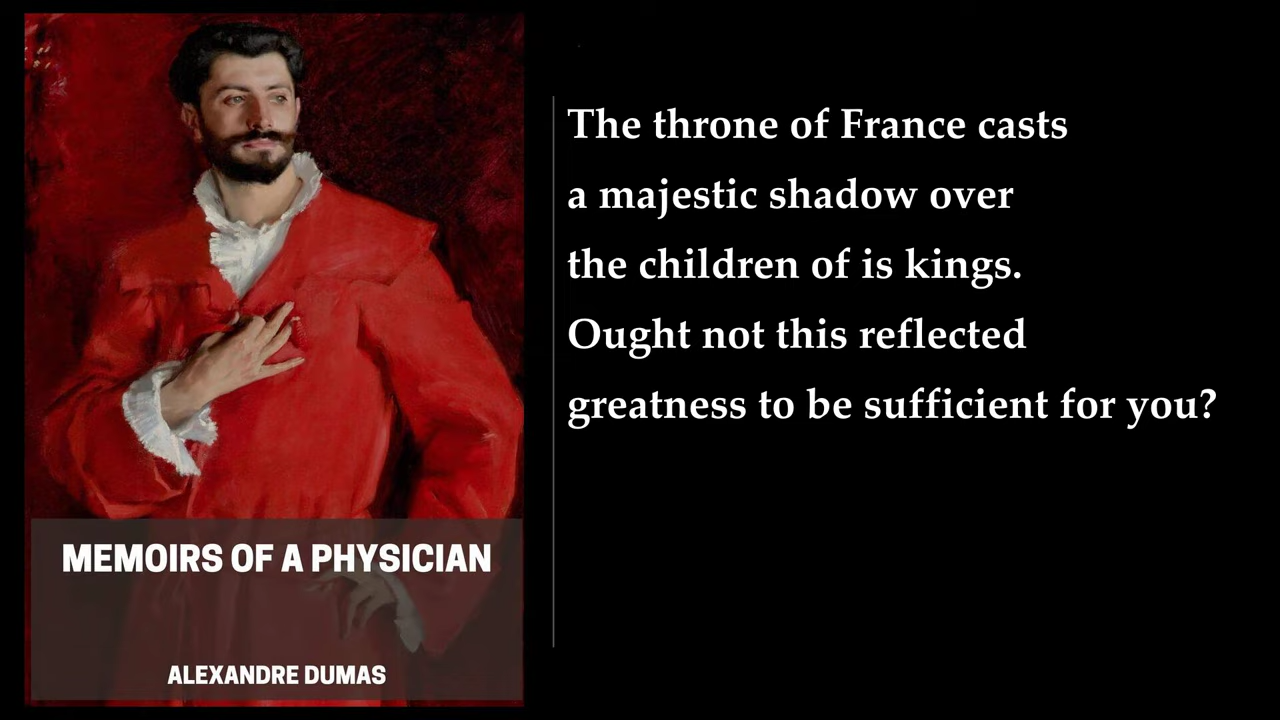 The throne of France casts
a majestic shadow over
the children of is kings.
Ought not this reflected
greatness to be sufficient for you?
MEMOIRS OF A PHYSICIAN
ALEXANDRE DUMAS